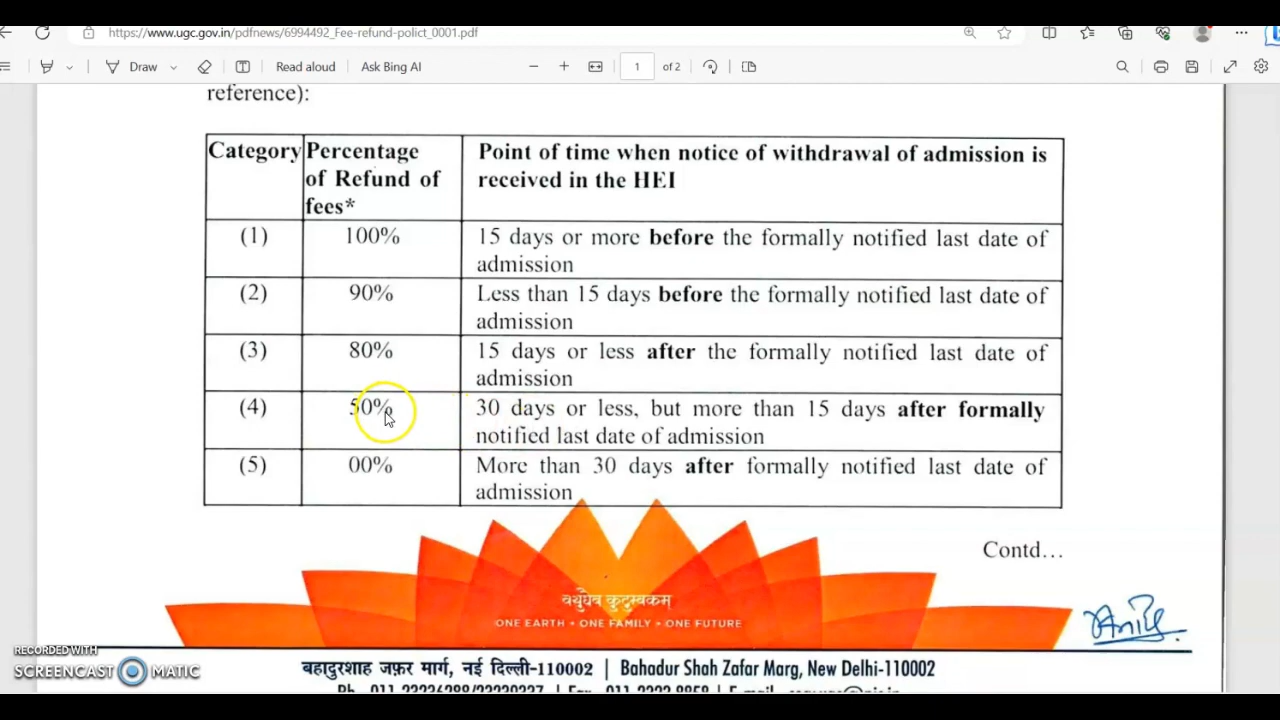 https://www.ugc.gov.in/pdfnews/6994492_Fee-refund-polict_0001.pdf
Draw Read aloud Ask Bing AI 1 of 2
reference):
Category Percentage of Refund of fees* Point of time when notice of withdrawal of admission is received in the HEI
(1) 100% 15 days or more before the formally notified last date of admission
(2) 90% Less than 15 days before the formally notified last date of admission
(3) 80% 15 days or less after the formally notified last date of admission
(4) 50% 30 days or less, but more than 15 days after formally notified last date of admission
(5) 00% More than 30 days after formally notified last date of admission
Contd...
वसुधैव कुटुम्बकम्
ONE EARTH • ONE FAMILY • ONE FUTURE
RECORDED WITH
SCREENCAST MATIC
बहादुरशाह जफ़र मार्ग, नई दिल्ली-110002 | Bahadur Shah Zafar Marg, New Delhi-110002